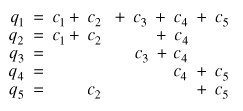 q₁ = c₁ + c₂ + c₃ + c₄ + c₅
q₂ = c₁ + c₂ + c₄
q₃ = c₃ + c₄
q₄ = c₄ + c₅
q₅ = c₂ + c₅